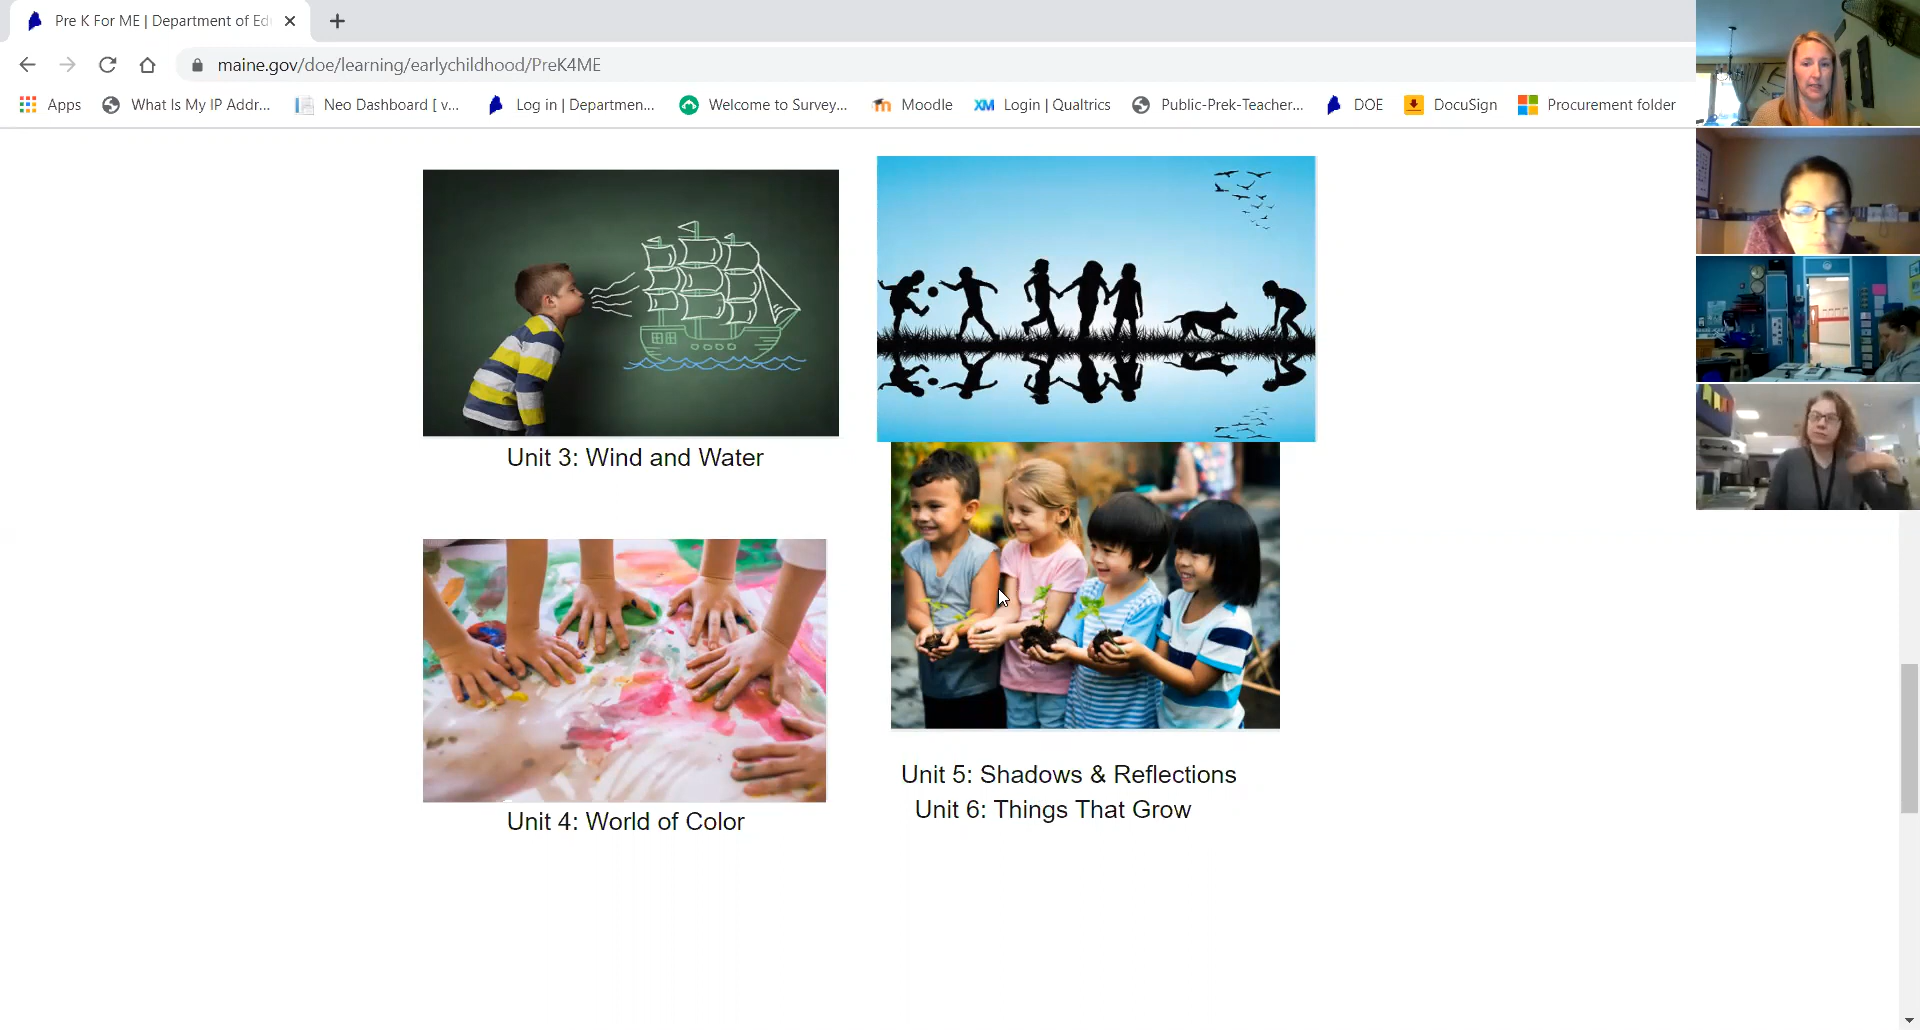 Pre K For ME | Department of Ed
maine.gov/doe/learning/earlychildhood/PreK4ME
Apps What Is My IP Addr... Neo Dashboard [ v... Log in | Departmen... Welcome to Survey... Moodle XM Login | Qualtrics Public-Prek-Teacher... DOE DocuSign Procurement folder
Unit 3: Wind and Water
Unit 4: World of Color
Unit 5: Shadows & Reflections
Unit 6: Things That Grow